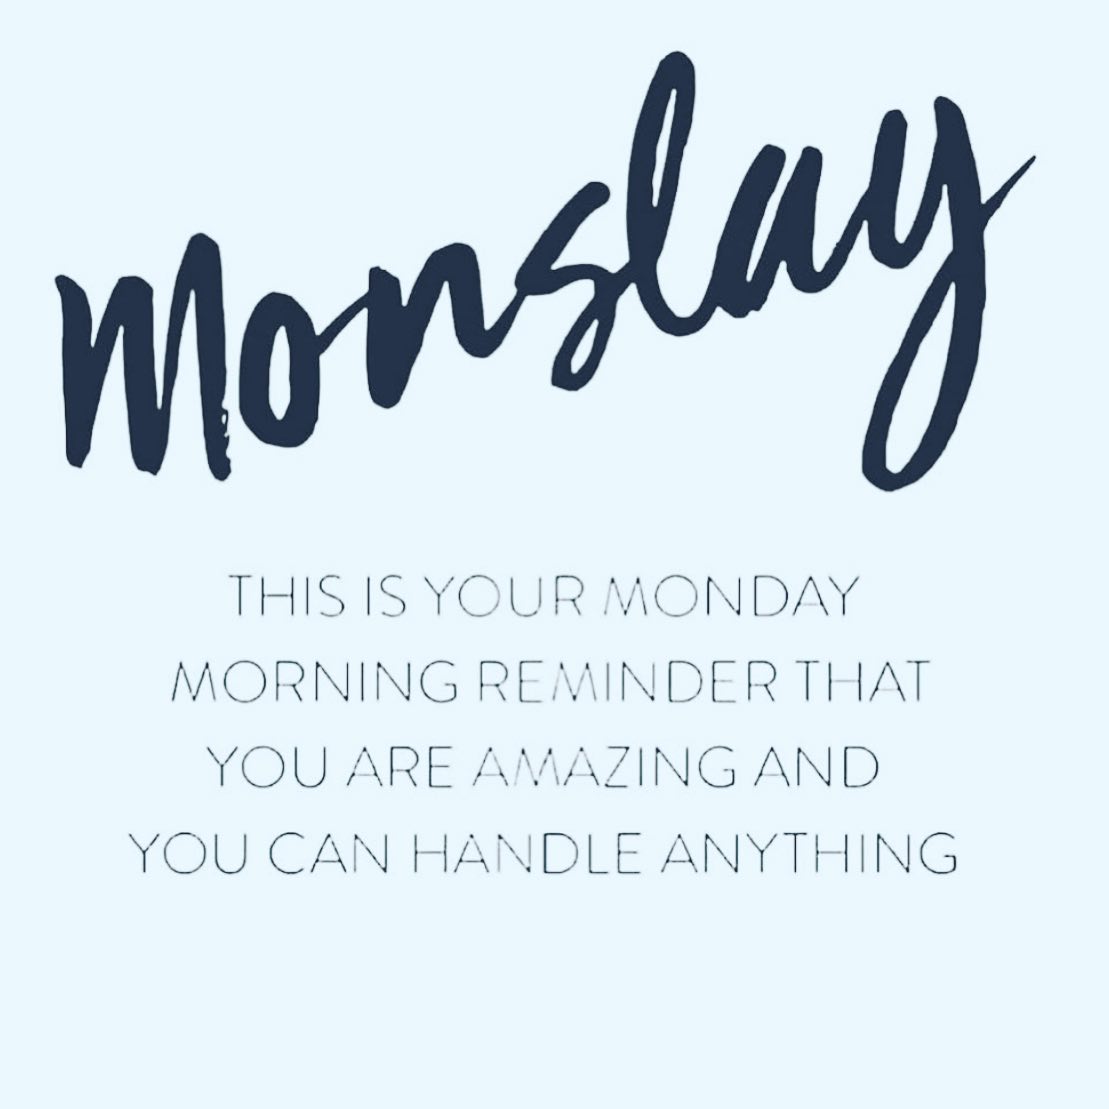 Monslay
THIS IS YOUR MONDAY
MORNING REMINDER THAT
YOU ARE AMAZING AND
YOU CAN HANDLE ANYTHING